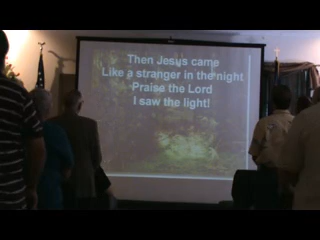 Then Jesus came
Like a stranger in the night
Praise the Lord
I saw the light!